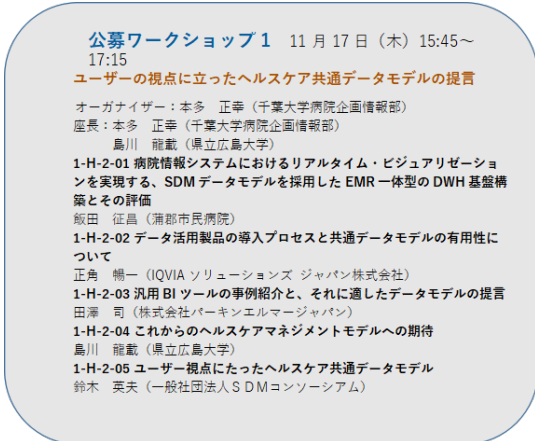 公募ワークショップ１ 11 月 17 日（木）15:45～
17:15
ユーザーの視点に立ったヘルスケア共通データモデルの提言
オーガナイザー：本多 正幸（千葉大学病院企画情報部）
座長：本多 正幸（千葉大学病院企画情報部）
島川 龍載（県立広島大学）
1-H-2-01 病院情報システムにおけるリアルタイム・ビジュアリゼーショ
ンを実現する、SDM データモデルを採用した EMR 一体型の DWH 基盤構
築とその評価
飯田 征昌（蒲郡市民病院）
1-H-2-02 データ活用製品の導入プロセスと共通データモデルの有用性に
ついて
正角 暢一（IQVIA ソリューションズ ジャパン株式会社）
1-H-2-03 汎用 BI ツールの事例紹介と、それに適したデータモデルの提言
田澤 司（株式会社パーキンエルマージャパン）
1-H-2-04 これからのヘルスケアマネジメントモデルへの期待
島川 龍載（県立広島大学）
1-H-2-05 ユーザー視点にたったヘルスケア共通データモデル
鈴木 英夫（一般社団法人ＳＤＭコンソーシアム）